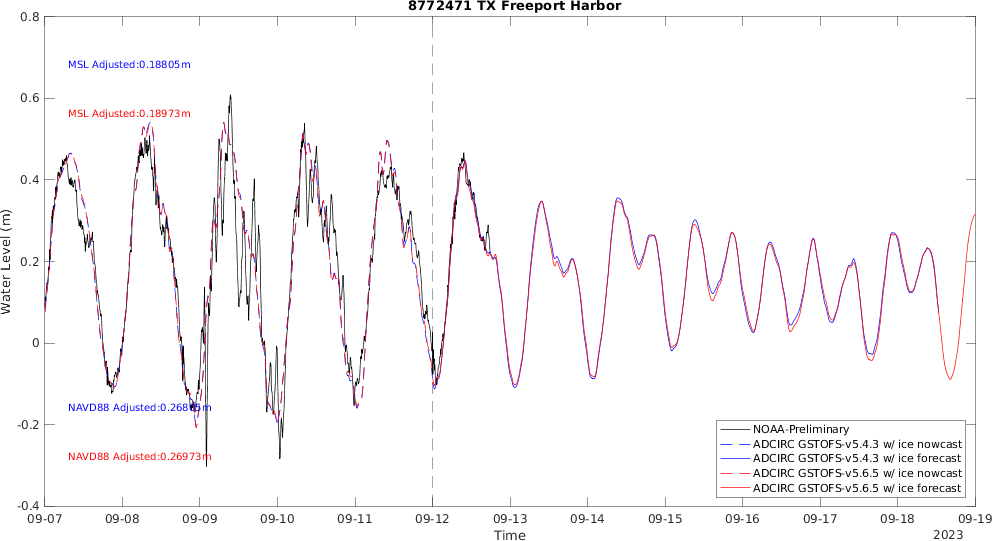 8772471 TX Freeport Harbor
0.8
0.6
0.4
0.2
0
-0.2
-0.4
Water Level (m)
MSL Adjusted:0.18805m
MSL Adjusted:0.18973m
NAVD88 Adjusted:0.26805m
NAVD88 Adjusted:0.26973m
NOAA-Preliminary
ADCIRC GSTOFS-v5.4.3 w/ ice nowcast
ADCIRC GSTOFS-v5.4.3 w/ ice forecast
ADCIRC GSTOFS-v5.6.5 w/ ice nowcast
ADCIRC GSTOFS-v5.6.5 w/ ice forecast
09-07 09-08 09-09 09-10 09-11 09-12 09-13 09-14 09-15 09-16 09-17 09-18 09-19
Time
2023